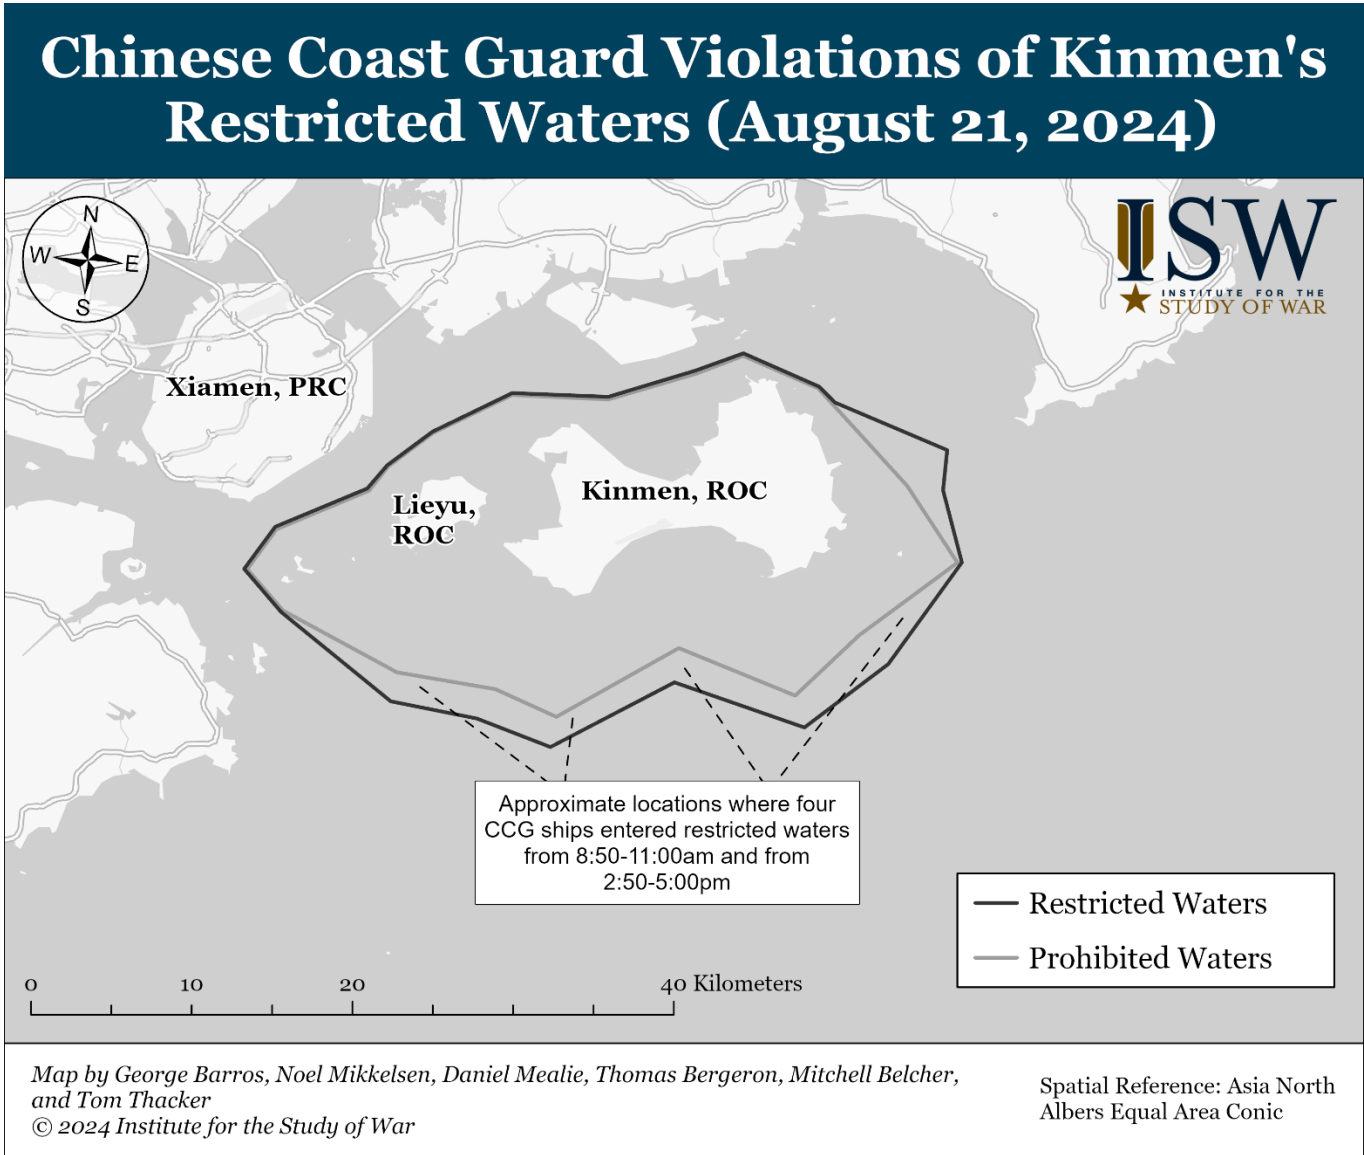 Chinese Coast Guard Violations of Kinmen's
Restricted Waters (August 21, 2024)
N
W
E
S
ISW
INSTITUTE FOR THE
STUDY OF WAR
Xiamen, PRC
Lieyu,
ROC
Kinmen, ROC
Approximate locations where four
CCG ships entered restricted waters
from 8:50-11:00am and from
2:50-5:00pm
Restricted Waters
Prohibited Waters
0 10 20 40 Kilometers
Map by George Barros, Noel Mikkelsen, Daniel Mealie, Thomas Bergeron, Mitchell Belcher,
and Tom Thacker
© 2024 Institute for the Study of War
Spatial Reference: Asia North
Albers Equal Area Conic